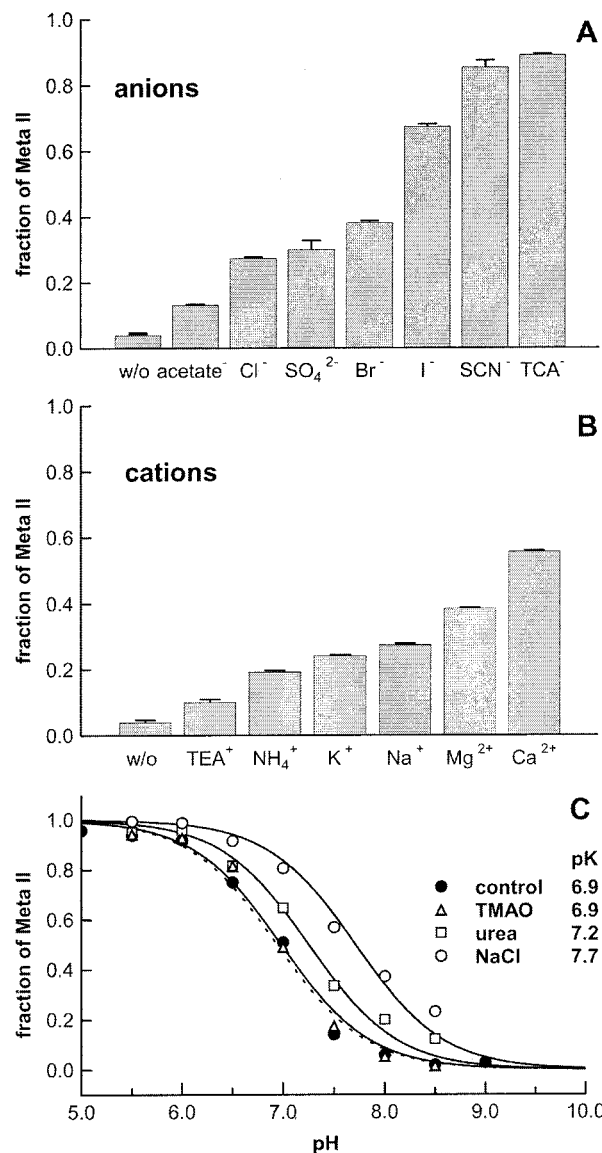 A
anions
fraction of Meta II
1.0
0.8
0.6
0.4
0.2
0.0
w/o acetate⁻ Cl⁻ SO₄²⁻ Br⁻ I⁻ SCN⁻ TCA⁻
B
cations
fraction of Meta II
1.0
0.8
0.6
0.4
0.2
0.0
w/o TEA⁺ NH₄⁺ K⁺ Na⁺ Mg²⁺ Ca²⁺
C
fraction of Meta II
1.0
0.8
0.6
0.4
0.2
0.0
pK
control 6.9
TMAO 6.9
urea 7.2
NaCl 7.7
5.0 6.0 7.0 8.0 9.0 10.0
pH